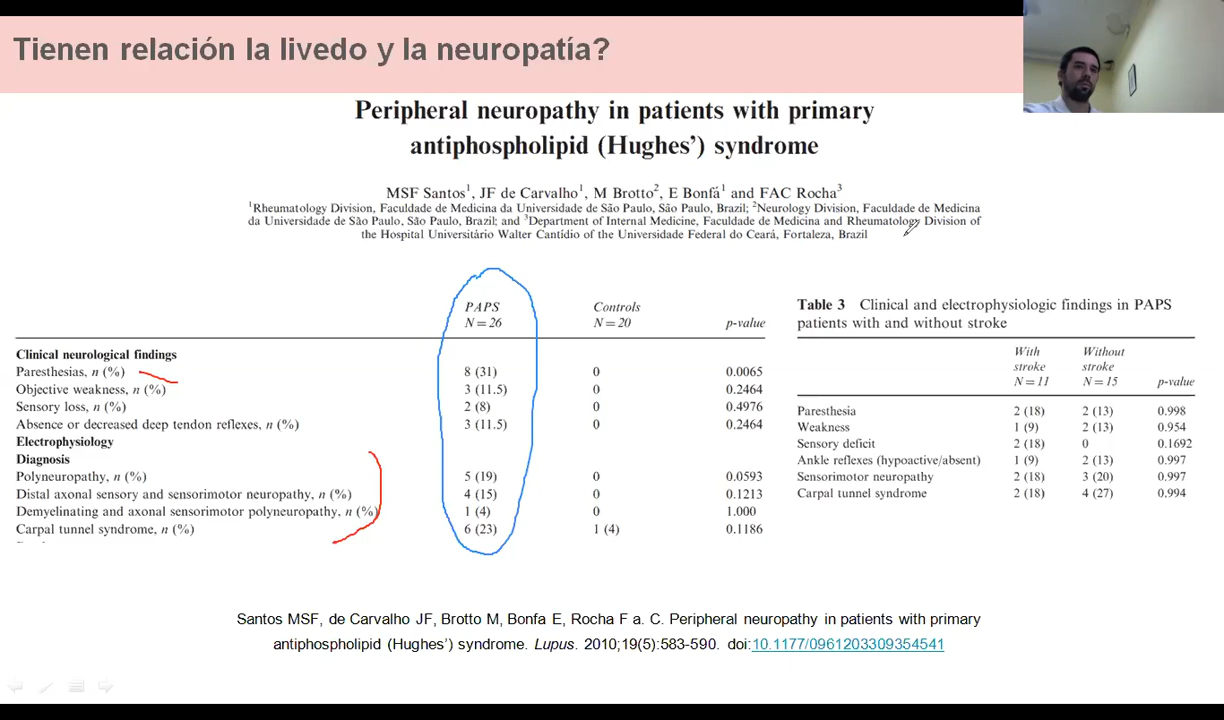 Tienen relación la livedo y la neuropatía?
Peripheral neuropathy in patients with primary
antiphospholipid (Hughes') syndrome
MSF Santos1, JF de Carvalho1, M Brotto2, E Bonfá1 and FAC Rocha3
1Rheumatology Division, Faculdade de Medicina da Universidade de São Paulo, São Paulo, Brazil; 2Neurology Division, Faculdade de Medicina
da Universidade de São Paulo, São Paulo, Brazil; and 3Department of Internal Medicine, Faculdade de Medicina and Rheumatology Division of
the Hospital Universitário Walter Cantídio of the Universidade Federal do Ceará, Fortaleza, Brazil
PAPS Controls
N = 26 N = 20 p-value
Clinical neurological findings
Paresthesias, n (%) 8 (31) 0 0.0065
Objective weakness, n (%) 3 (11.5) 0 0.2464
Sensory loss, n (%) 2 (8) 0 0.4976
Absence or decreased deep tendon reflexes, n (%) 3 (11.5) 0 0.2464
Electrophysiology
Diagnosis
Polyneuropathy, n (%) 5 (19) 0 0.0593
Distal axonal sensory and sensorimotor neuropathy, n (%) 4 (15) 0 0.1213
Demyelinating and axonal sensorimotor polyneuropathy, n (%) 1 (4) 0 1.000
Carpal tunnel syndrome, n (%) 6 (23) 1 (4) 0.1186
Table 3 Clinical and electrophysiologic findings in PAPS
patients with and without stroke
With Without
stroke stroke
N = 11 N = 15 p-value
Paresthesia 2 (18) 2 (13) 0.998
Weakness 1 (9) 2 (13) 0.954
Sensory deficit 2 (18) 0 0.1692
Ankle reflexes (hypoactive/absent) 1 (9) 2 (13) 0.997
Sensorimotor neuropathy 2 (18) 3 (20) 0.997
Carpal tunnel syndrome 2 (18) 4 (27) 0.994
Santos MSF, de Carvalho JF, Brotto M, Bonfa E, Rocha F a. C. Peripheral neuropathy in patients with primary
antiphospholipid (Hughes') syndrome. Lupus. 2010;19(5):583-590. doi:10.1177/0961203309354541